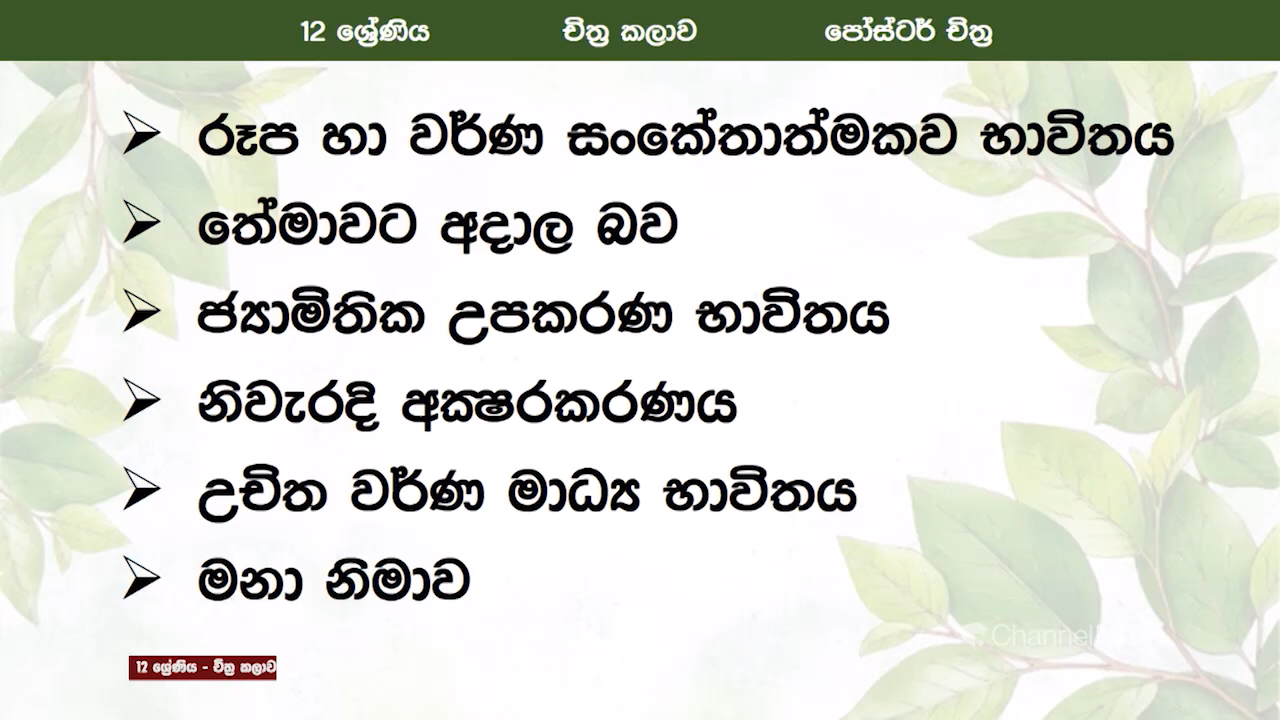 12 ශ්‍රේණිය චිත්‍ර කලාව පෝස්ටර් චිත්‍ර
රූප හා වර්ණ සංකේතාත්මකව භාවිතය
තේමාවට අදාල බව
ජ්‍යාමිතික උපකරණ භාවිතය
නිවැරදි අක්ෂරකරණය
උචිත වර්ණ මාධ්‍ය භාවිතය
මනා නිමාව
Channel
12 ශ්‍රේණිය - චිත්‍ර කලාව